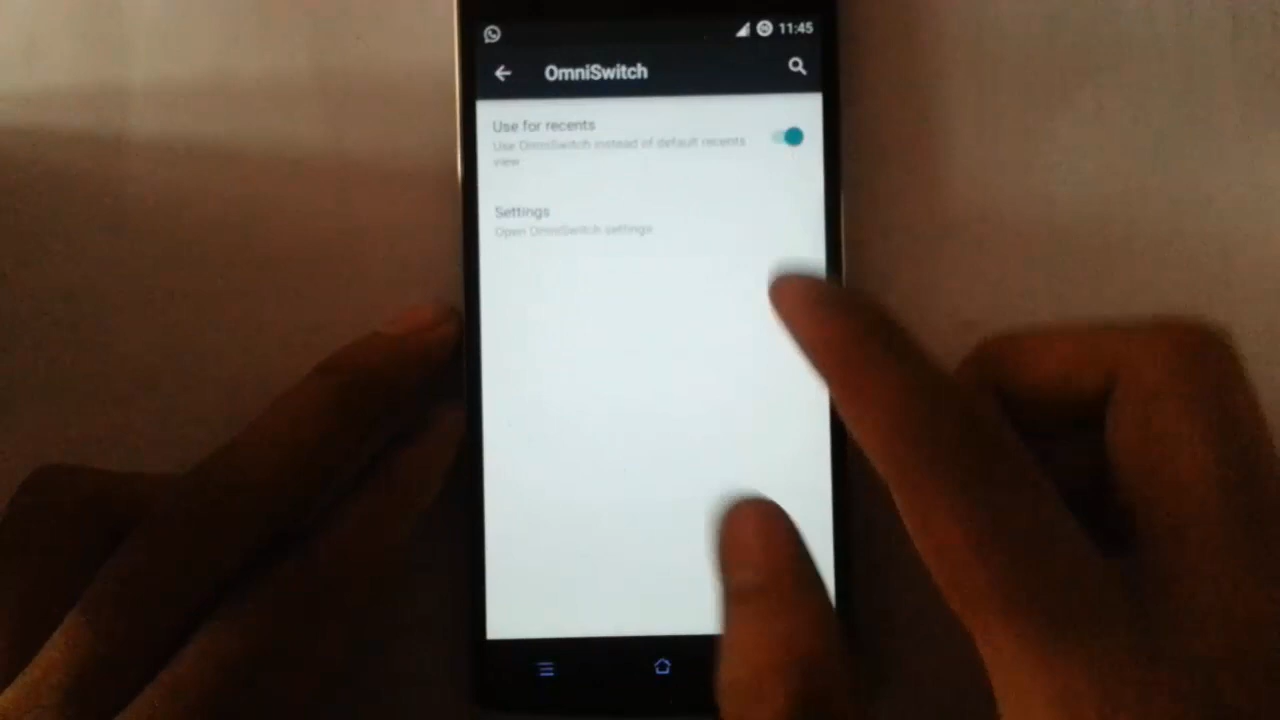 11:45
OmniSwitch
Use for recents
Use OmniSwitch instead of default recents
view
Settings
Open OmniSwitch settings